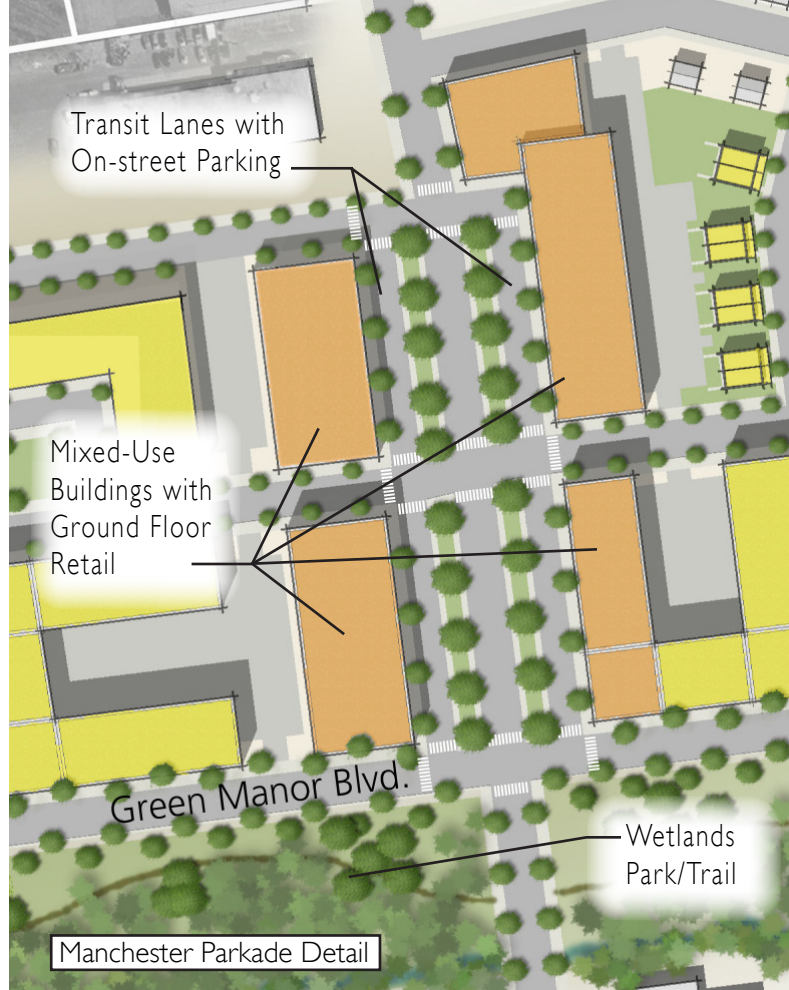 Transit Lanes with
On-street Parking
Mixed-Use
Buildings with
Ground Floor
Retail
Green Manor Blvd.
Wetlands
Park/Trail
Manchester Parkade Detail